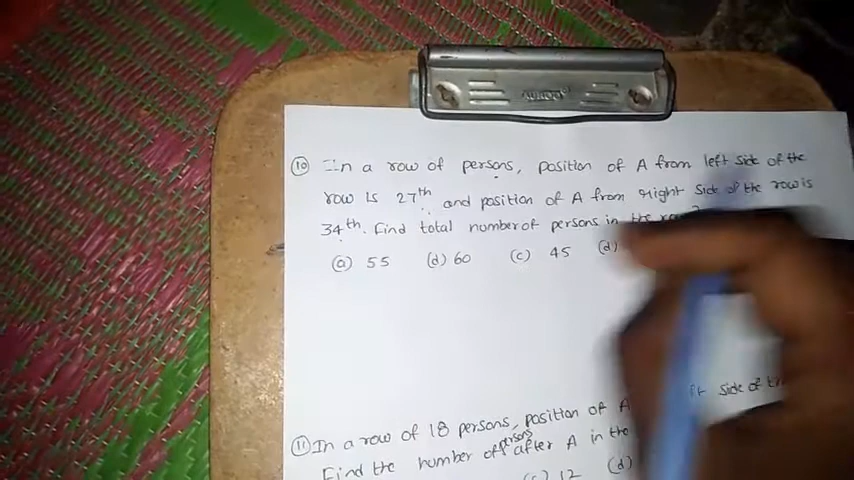 ⑩ In a row of persons, position of A from left side of the
row is 27th and position of A from right side of the row is
34th. Find total number of persons in the row?
(a) 55 (d) 60 (c) 45 (d)
⑪ In a row of 18 persons, position of A side of
Find the number of persons after A in the
(c) 12 (d)